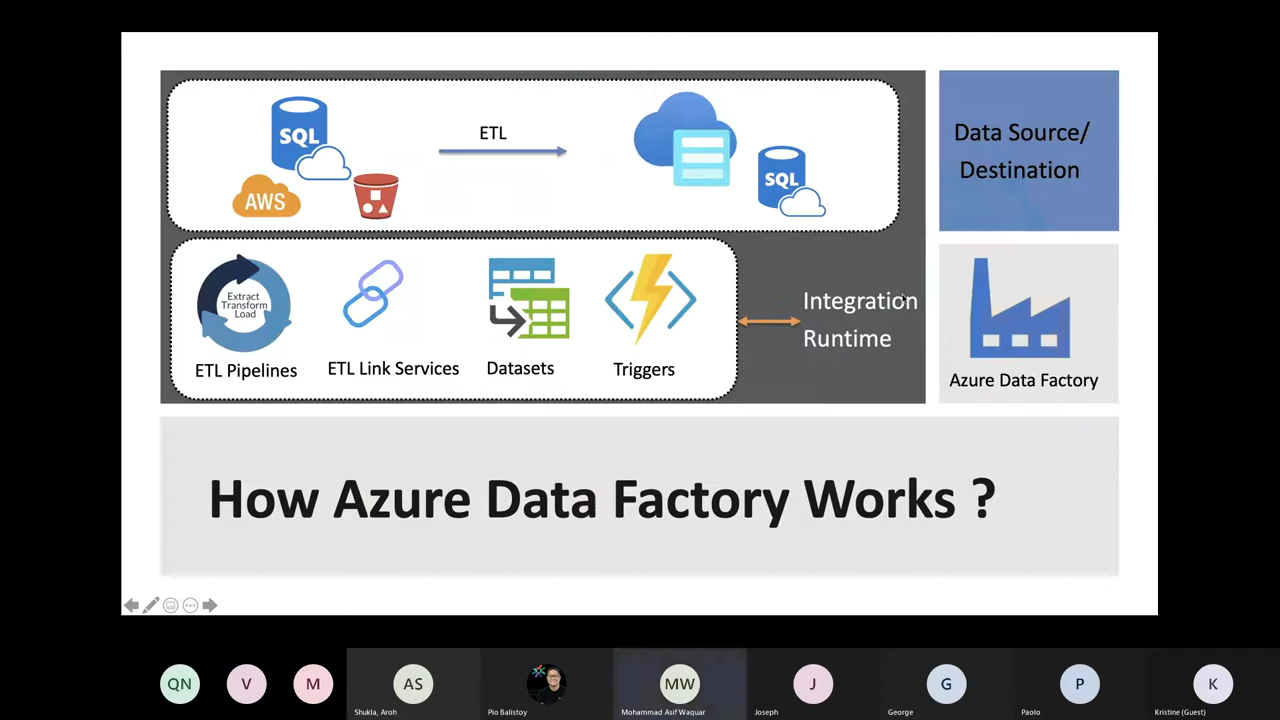 SQL
AWS
ETL
SQL
Data Source/
Destination
Extract
Transform
Load
ETL Pipelines
ETL Link Services
Datasets
Triggers
Integration
Runtime
Azure Data Factory
How Azure Data Factory Works ?
QN
V
M
AS
MW
J
G
P
K
Shukla, Aroh
Pio Balistoy
Mohammad Asif Waquar
Joseph
George
Paolo
Kristine (Guest)